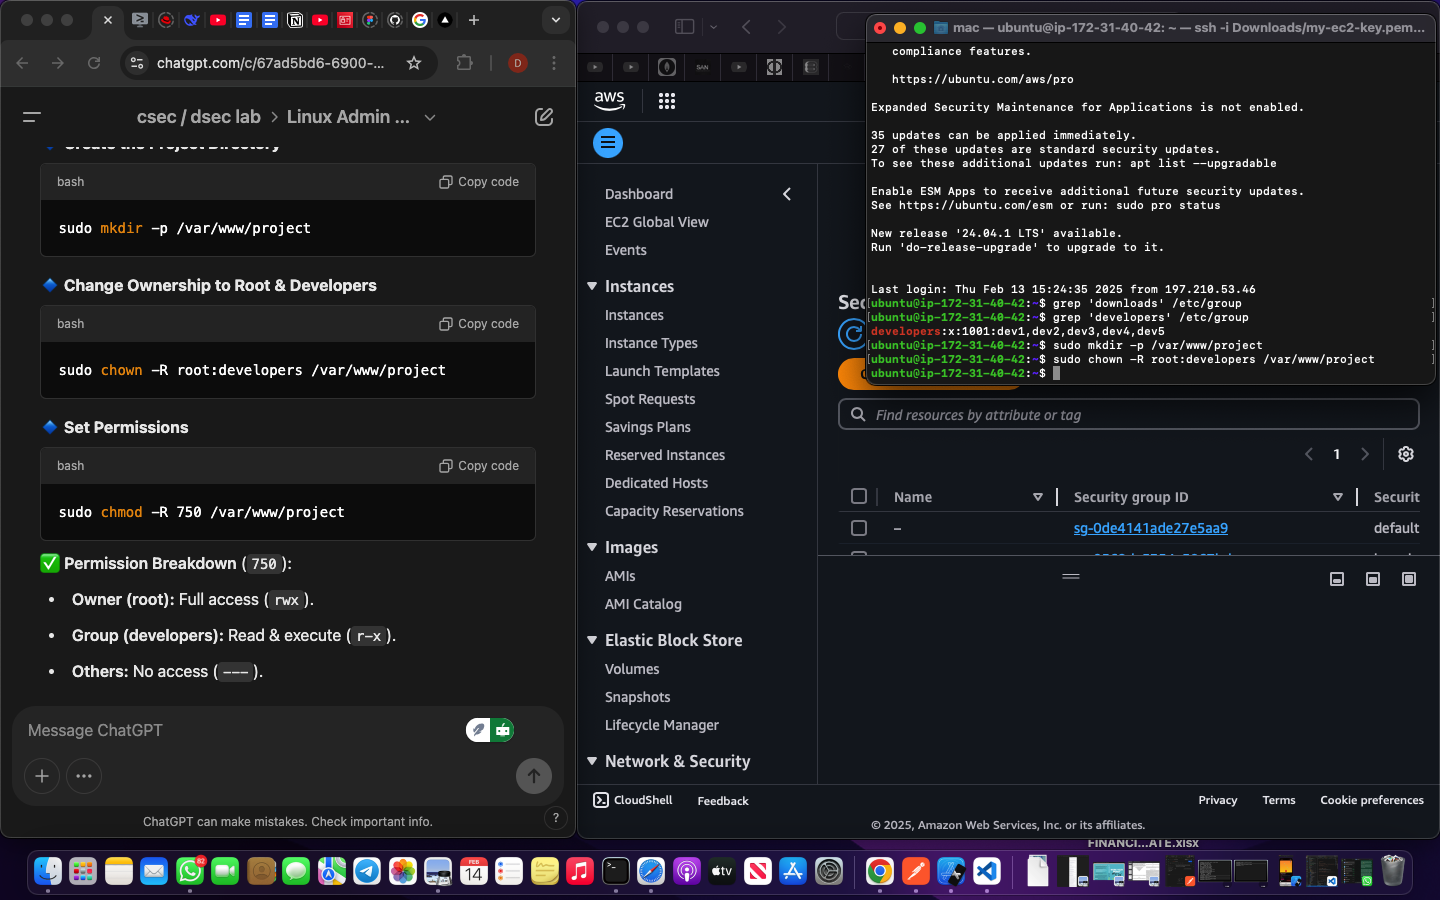 chatgpt.com/c/67ad5bd6-6900-...
D
csec / dsec lab > Linux Admin ...
Create the Project Directory
bash
Copy code
sudo mkdir -p /var/www/project
Change Ownership to Root & Developers
bash
Copy code
sudo chown -R root:developers /var/www/project
Set Permissions
bash
Copy code
sudo chmod -R 750 /var/www/project
Permission Breakdown (750):
• Owner (root): Full access (rwx).
• Group (developers): Read & execute (r-x).
• Others: No access (---).
Message ChatGPT
ChatGPT can make mistakes. Check important info.
?
SAN
aws
Dashboard
EC2 Global View
Events
Instances
Instances
Instance Types
Launch Templates
Spot Requests
Savings Plans
Reserved Instances
Dedicated Hosts
Capacity Reservations
Images
AMIs
AMI Catalog
Elastic Block Store
Volumes
Snapshots
Lifecycle Manager
Network & Security
Sec
Find resources by attribute or tag
1
Name
Security group ID
Securit
–
sg-0de4141ade27e5aa9
default
CloudShell
Feedback
Privacy
Terms
Cookie preferences
© 2025, Amazon Web Services, Inc. or its affiliates.
mac — ubuntu@ip-172-31-40-42: ~ — ssh -i Downloads/my-ec2-key.pem...
compliance features.
https://ubuntu.com/aws/pro
Expanded Security Maintenance for Applications is not enabled.
35 updates can be applied immediately.
27 of these updates are standard security updates.
To see these additional updates run: apt list --upgradable
Enable ESM Apps to receive additional future security updates.
See https://ubuntu.com/esm or run: sudo pro status
New release '24.04.1 LTS' available.
Run 'do-release-upgrade' to upgrade to it.
Last login: Thu Feb 13 15:24:35 2025 from 197.210.53.46
[ubuntu@ip-172-31-40-42:~$ grep 'downloads' /etc/group ]
[ubuntu@ip-172-31-40-42:~$ grep 'developers' /etc/group ]
developers:x:1001:dev1,dev2,dev3,dev4,dev5
[ubuntu@ip-172-31-40-42:~$ sudo mkdir -p /var/www/project ]
[ubuntu@ip-172-31-40-42:~$ sudo chown -R root:developers /var/www/project ]
ubuntu@ip-172-31-40-42:~$
FINANCI...ATE.xlsx
82
FEB
14
tv